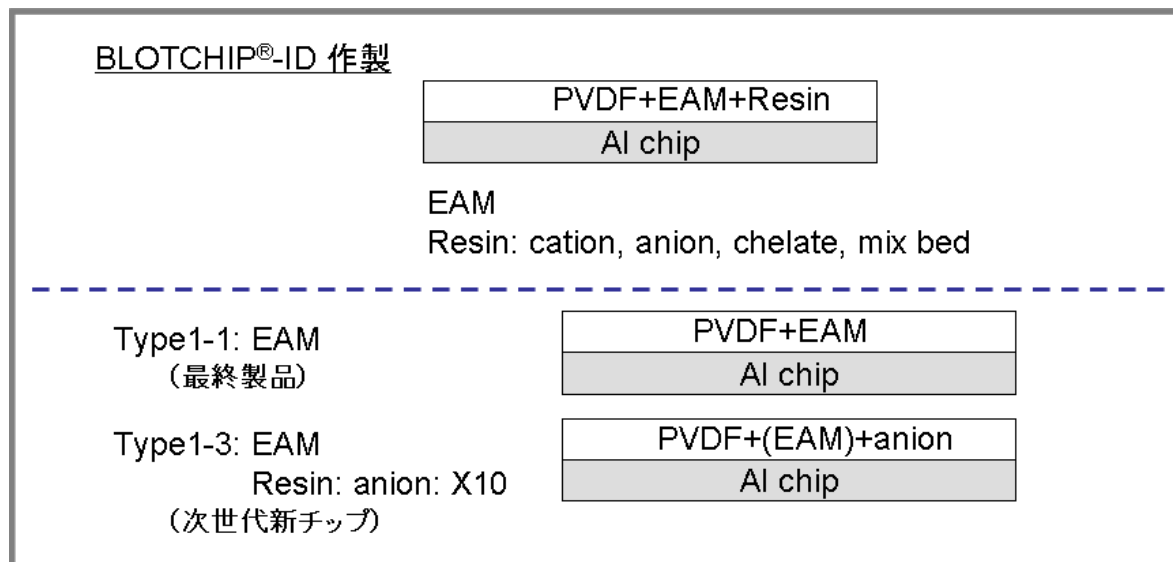 BLOTCHIP®-ID 作製
PVDF+EAM+Resin
Al chip
EAM
Resin: cation, anion, chelate, mix bed
Type1-1: EAM
（最終製品）
PVDF+EAM
Al chip
Type1-3: EAM
Resin: anion: X10
（次世代新チップ）
PVDF+(EAM)+anion
Al chip